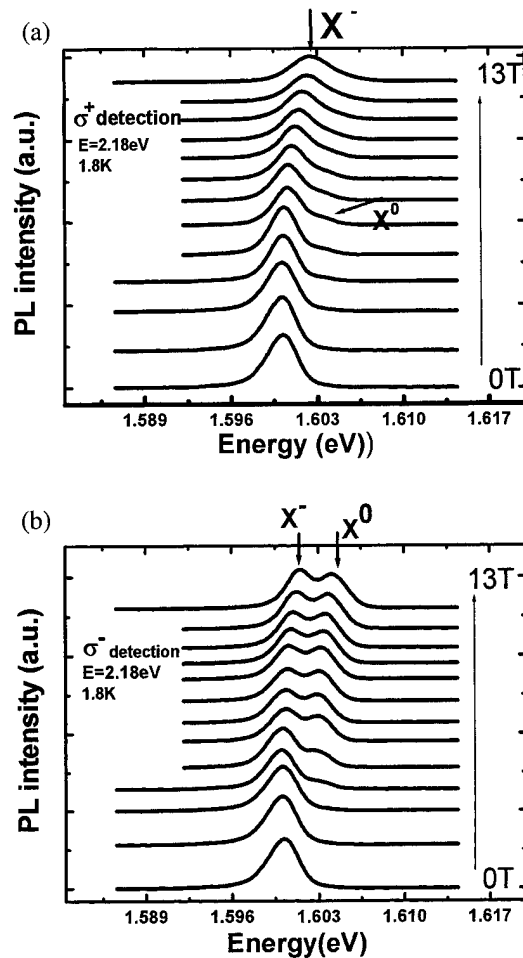 (a)
X⁻
13T
σ⁺ detection
E=2.18eV
1.8K
X⁰
PL intensity (a.u.)
0T
1.589 1.596 1.603 1.610 1.617
Energy (eV))
(b)
X⁻ X⁰
13T
σ⁻ detection
E=2.18eV
1.8K
PL intensity (a.u.)
0T
1.589 1.596 1.603 1.610 1.617
Energy(eV)